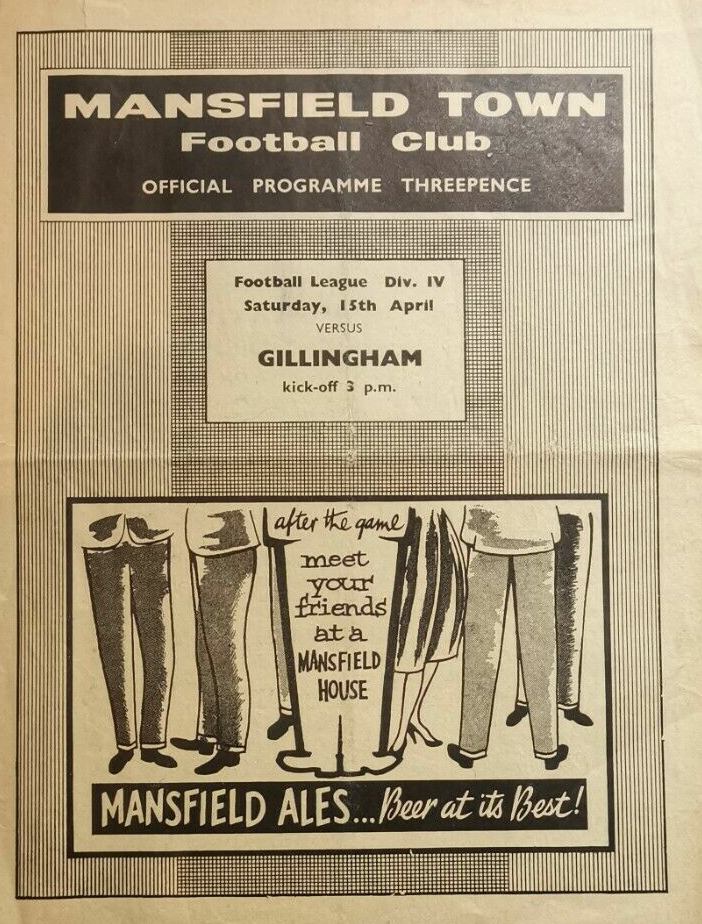 MANSFIELD TOWN
Football Club
OFFICIAL PROGRAMME THREEPENCE
Football League Div. IV
Saturday, 15th April
VERSUS
GILLINGHAM
kick-off 3 p.m.
after the game
meet
your
friends
at a
MANSFIELD
HOUSE
MANSFIELD ALES... Beer at its Best!